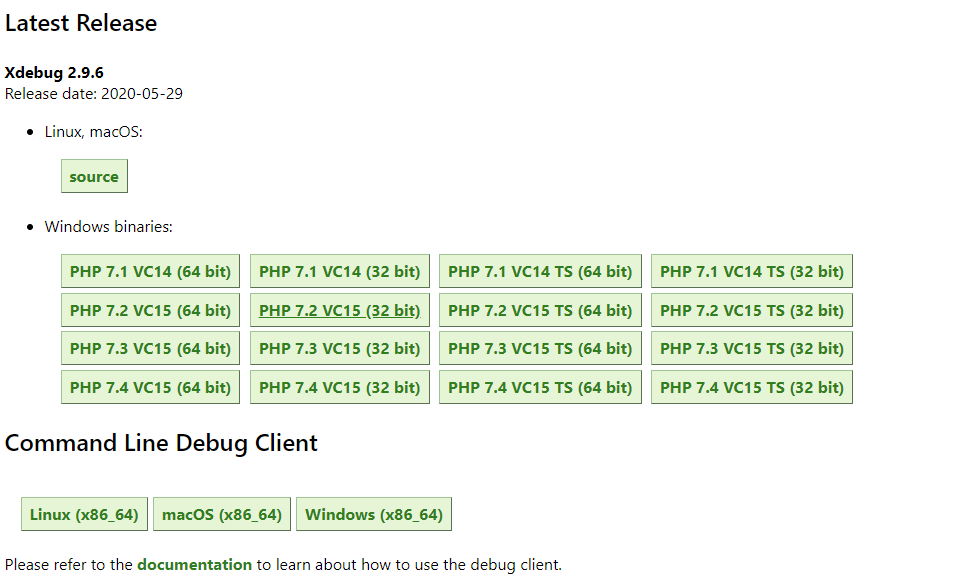 Latest Release
Xdebug 2.9.6
Release date: 2020-05-29
Linux, macOS:
source
Windows binaries:
PHP 7.1 VC14 (64 bit) PHP 7.1 VC14 (32 bit) PHP 7.1 VC14 TS (64 bit) PHP 7.1 VC14 TS (32 bit)
PHP 7.2 VC15 (64 bit) PHP 7.2 VC15 (32 bit) PHP 7.2 VC15 TS (64 bit) PHP 7.2 VC15 TS (32 bit)
PHP 7.3 VC15 (64 bit) PHP 7.3 VC15 (32 bit) PHP 7.3 VC15 TS (64 bit) PHP 7.3 VC15 TS (32 bit)
PHP 7.4 VC15 (64 bit) PHP 7.4 VC15 (32 bit) PHP 7.4 VC15 TS (64 bit) PHP 7.4 VC15 TS (32 bit)
Command Line Debug Client
Linux (x86_64) macOS (x86_64) Windows (x86_64)
Please refer to the documentation to learn about how to use the debug client.